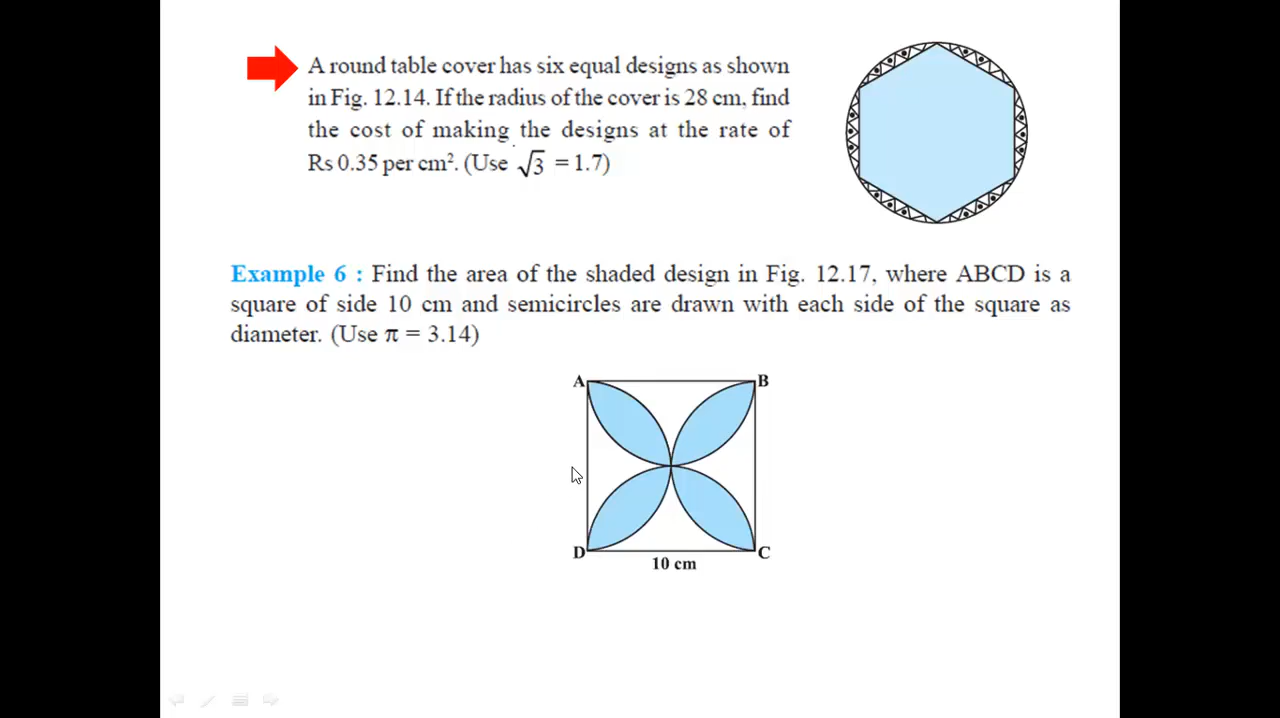 A round table cover has six equal designs as shown
in Fig. 12.14. If the radius of the cover is 28 cm, find
the cost of making the designs at the rate of
Rs 0.35 per cm². (Use √3 = 1.7)
Example 6 : Find the area of the shaded design in Fig. 12.17, where ABCD is a
square of side 10 cm and semicircles are drawn with each side of the square as
diameter. (Use π = 3.14)
A B
D C
10 cm